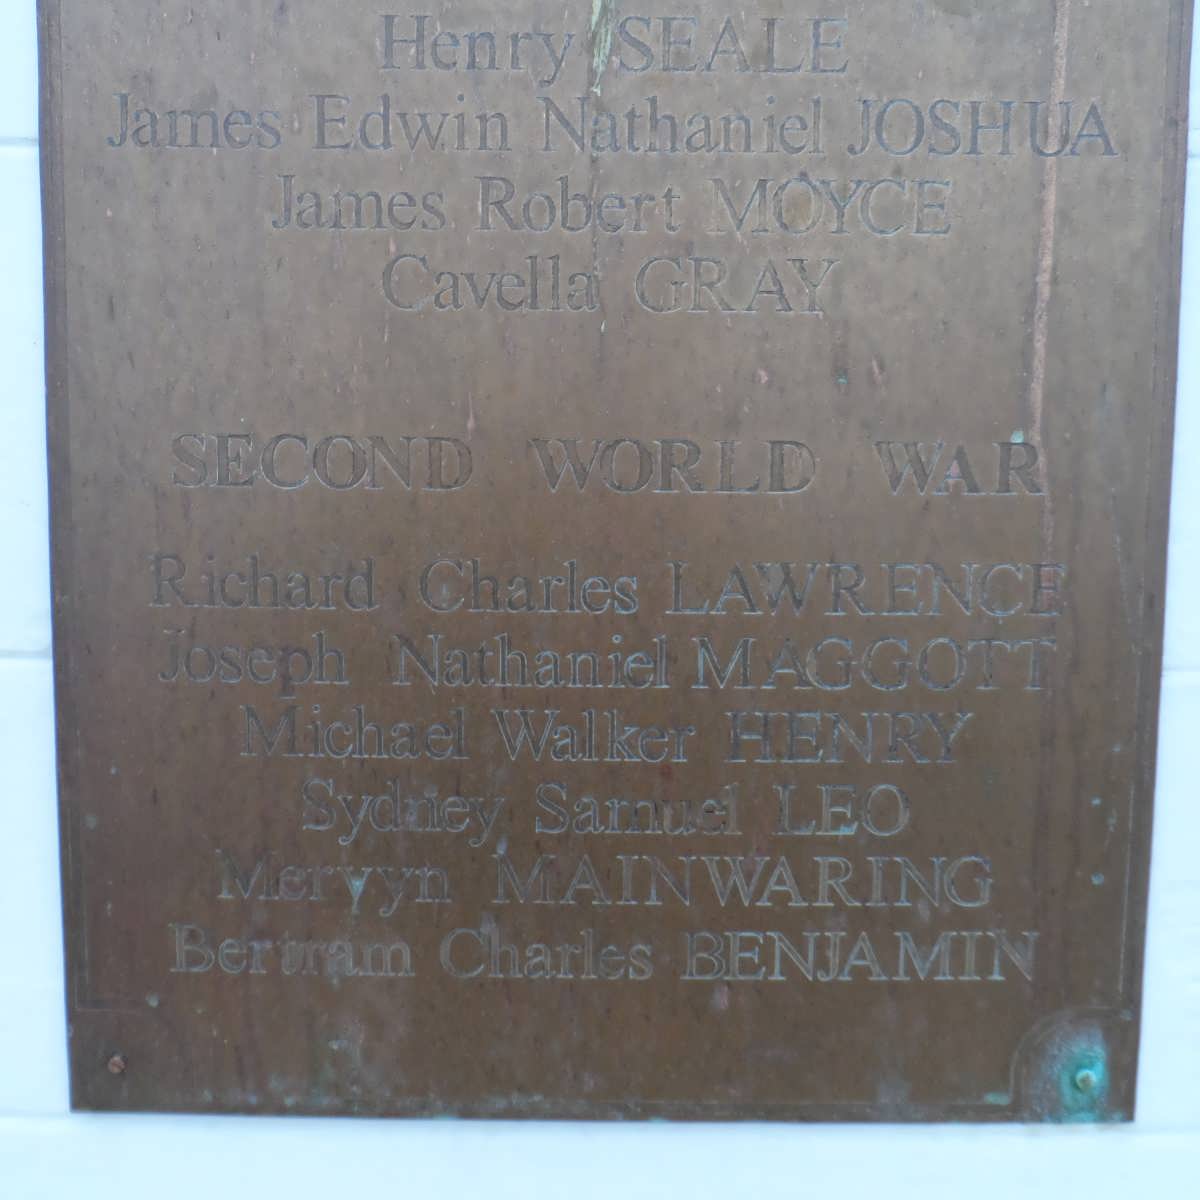 Henry SEALE
James Edwin Nathaniel JOSHUA
James Robert MOYCE
Cavella GRAY
SECOND WORLD WAR
Richard Charles LAWRENCE
Joseph Nathaniel MAGGOTT
Michael Walker HENRY
Sydney Samuel LEO
Mervyn MAINWARING
Bertram Charles BENJAMIN